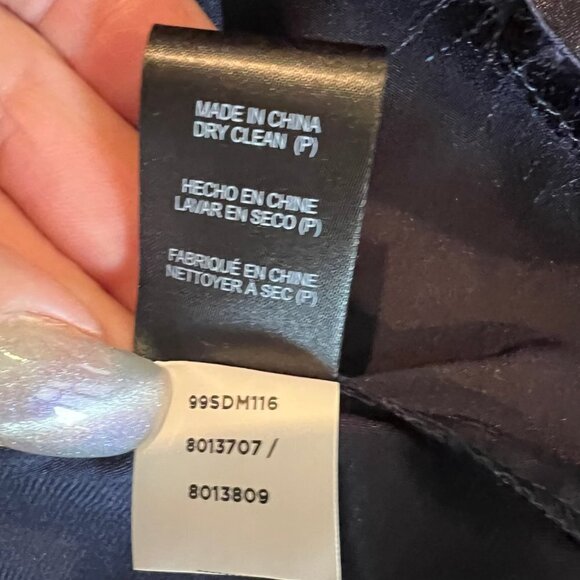 MADE IN CHINA
DRY CLEAN (P)
HECHO EN CHINE
LAVAR EN SECO (P)
FABRIQUÉ EN CHINE
NETTOYER À SEC (P)
99SDM116
8013707 /
8013809